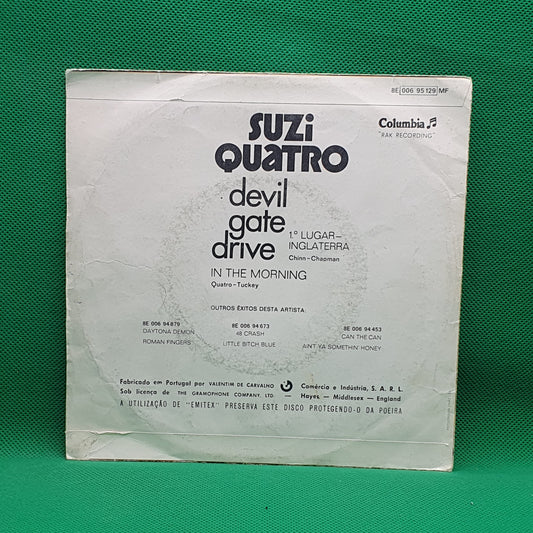 8E 006 95 129 MF
SUZi
QUATRO
Columbia
"RAK RECORDING"
devil
gate
drive
1.º LUGAR-
INGLATERRA
Chinn-Chapman
IN THE MORNING
Quatro-Tuckey
OUTROS ÊXITOS DESTA ARTISTA:
8E 006 94 879
DAYTONA DEMON
ROMAN FINGERS
8E 006 94 673
48 CRASH
LITTLE BITCH BLUE
8E 006 94 453
CAN THE CAN
AIN'T YA SOMETHIN' HONEY
Fabricado em Portugal por VALENTIM DE CARVALHO Comércio e Indústria, S. A. R. L.
Sob licença de THE GRAMOPHONE COMPANY, LTD. — Hayes — Middlesex — England
A UTILIZAÇÃO DE "EMITEX" PRESERVA ESTE DISCO PROTEGENDO-O DA POEIRA